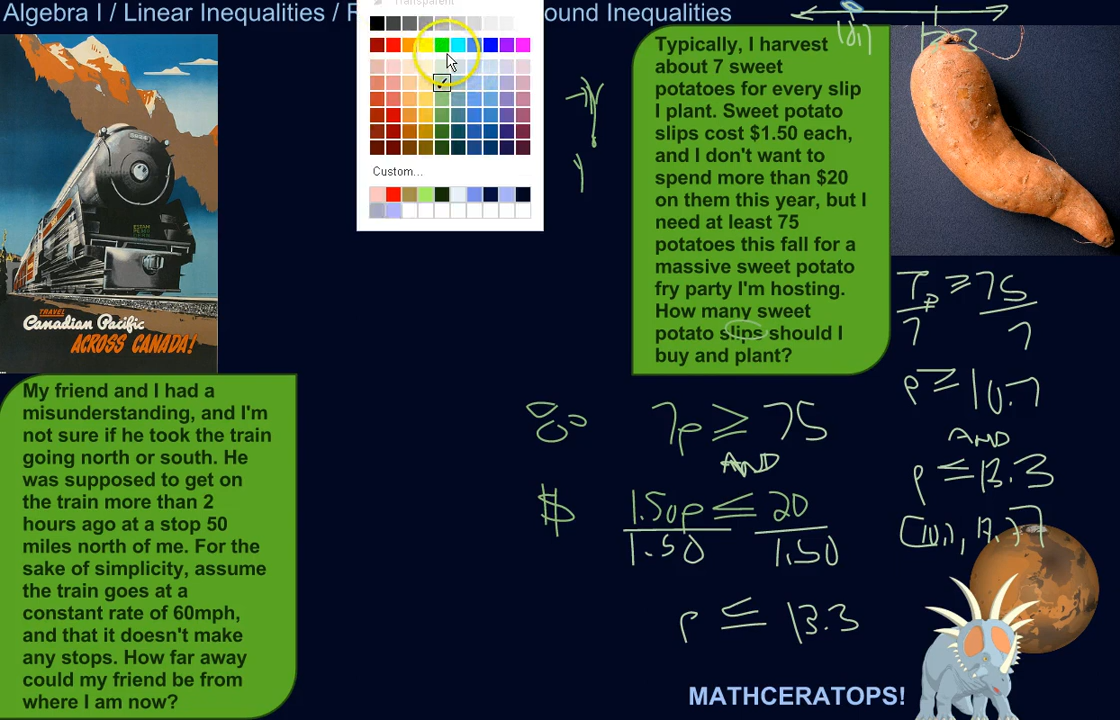 Algebra I / Linear Inequalities / R
ound Inequalities
Transparent
Custom...
TRAVEL
Canadian Pacific
ACROSS CANADA!
My friend and I had a
misunderstanding, and I'm
not sure if he took the train
going north or south. He
was supposed to get on
the train more than 2
hours ago at a stop 50
miles north of me. For the
sake of simplicity, assume
the train goes at a
constant rate of 60mph,
and that it doesn't make
any stops. How far away
could my friend be from
where I am now?
Typically, I harvest
about 7 sweet
potatoes for every slip
I plant. Sweet potato
slips cost $1.50 each,
and I don't want to
spend more than $20
on them this year, but I
need at least 75
potatoes this fall for a
massive sweet potato
fry party I'm hosting.
How many sweet
potato slips should I
buy and plant?
7p ≥ 75
AND
$ 1.50p ≤ 20
1.50 1.50
p ≤ 13.3
7p ≥ 75
7 7
p ≥ 10.7
AND
p ≤ 13.3
MATHCERATOPS!